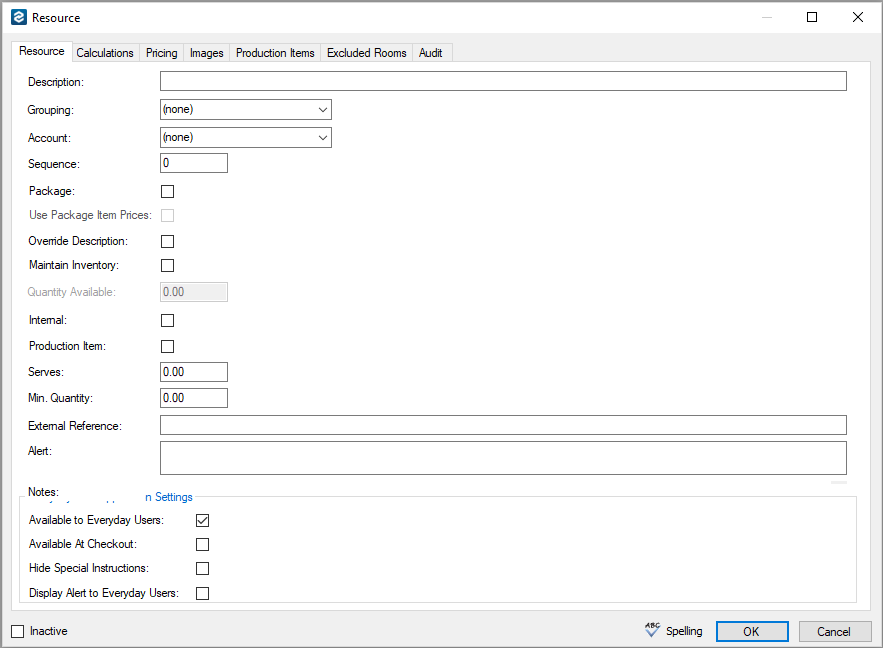 Resource
Resource Calculations Pricing Images Production Items Excluded Rooms Audit
Description:
Grouping: (none)
Account: (none)
Sequence: 0
Package:
Use Package Item Prices:
Override Description:
Maintain Inventory:
Quantity Available: 0.00
Internal:
Production Item:
Serves: 0.00
Min. Quantity: 0.00
External Reference:
Alert:
Notes:
Settings
Available to Everyday Users:
Available At Checkout:
Hide Special Instructions:
Display Alert to Everyday Users:
Inactive ABC Spelling OK Cancel